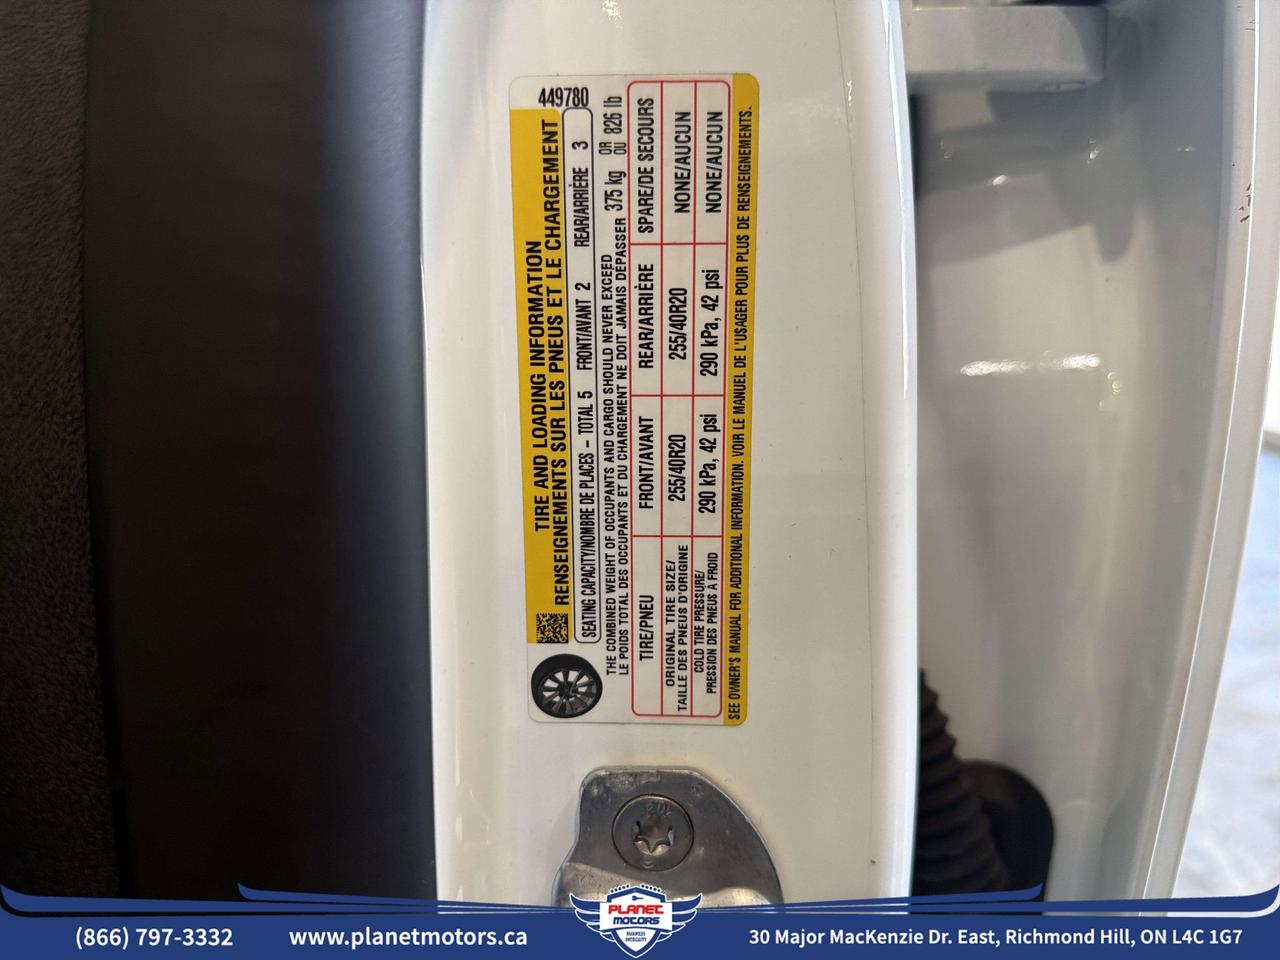 449780
TIRE AND LOADING INFORMATION
RENSEIGNEMENTS SUR LES PNEUS ET LE CHARGEMENT
SEATING CAPACITY/NOMBRE DE PLACES – TOTAL 5 FRONT/AVANT 2 REAR/ARRIÈRE 3
THE COMBINED WEIGHT OF OCCUPANTS AND CARGO SHOULD NEVER EXCEED
LE POIDS TOTAL DES OCCUPANTS ET DU CHARGEMENT NE DOIT JAMAIS DÉPASSER 375 kg OR OU 826 lb
TIRE/PNEU FRONT/AVANT REAR/ARRIÈRE SPARE/DE SECOURS
ORIGINAL TIRE SIZE/
TAILLE DES PNEUS D'ORIGINE 255/40R20 255/40R20 NONE/AUCUN
COLD TIRE PRESSURE/
PRESSION DES PNEUS À FROID 290 kPa, 42 psi 290 kPa, 42 psi NONE/AUCUN
SEE OWNER'S MANUAL FOR ADDITIONAL INFORMATION. VOIR LE MANUEL DE L'USAGER POUR PLUS DE RENSEIGNEMENTS.
PLANET
MOTORS
BUSINESS
INTEGRITY
(866) 797-3332 www.planetmotors.ca 30 Major MacKenzie Dr. East, Richmond Hill, ON L4C 1G7